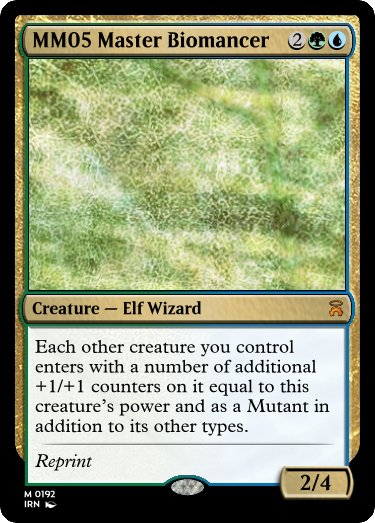 MM05 Master Biomancer 2
Creature — Elf Wizard
Each other creature you control
enters with a number of additional
+1/+1 counters on it equal to this
creature's power and as a Mutant in
addition to its other types.
Reprint
2/4
M 0192
IRN